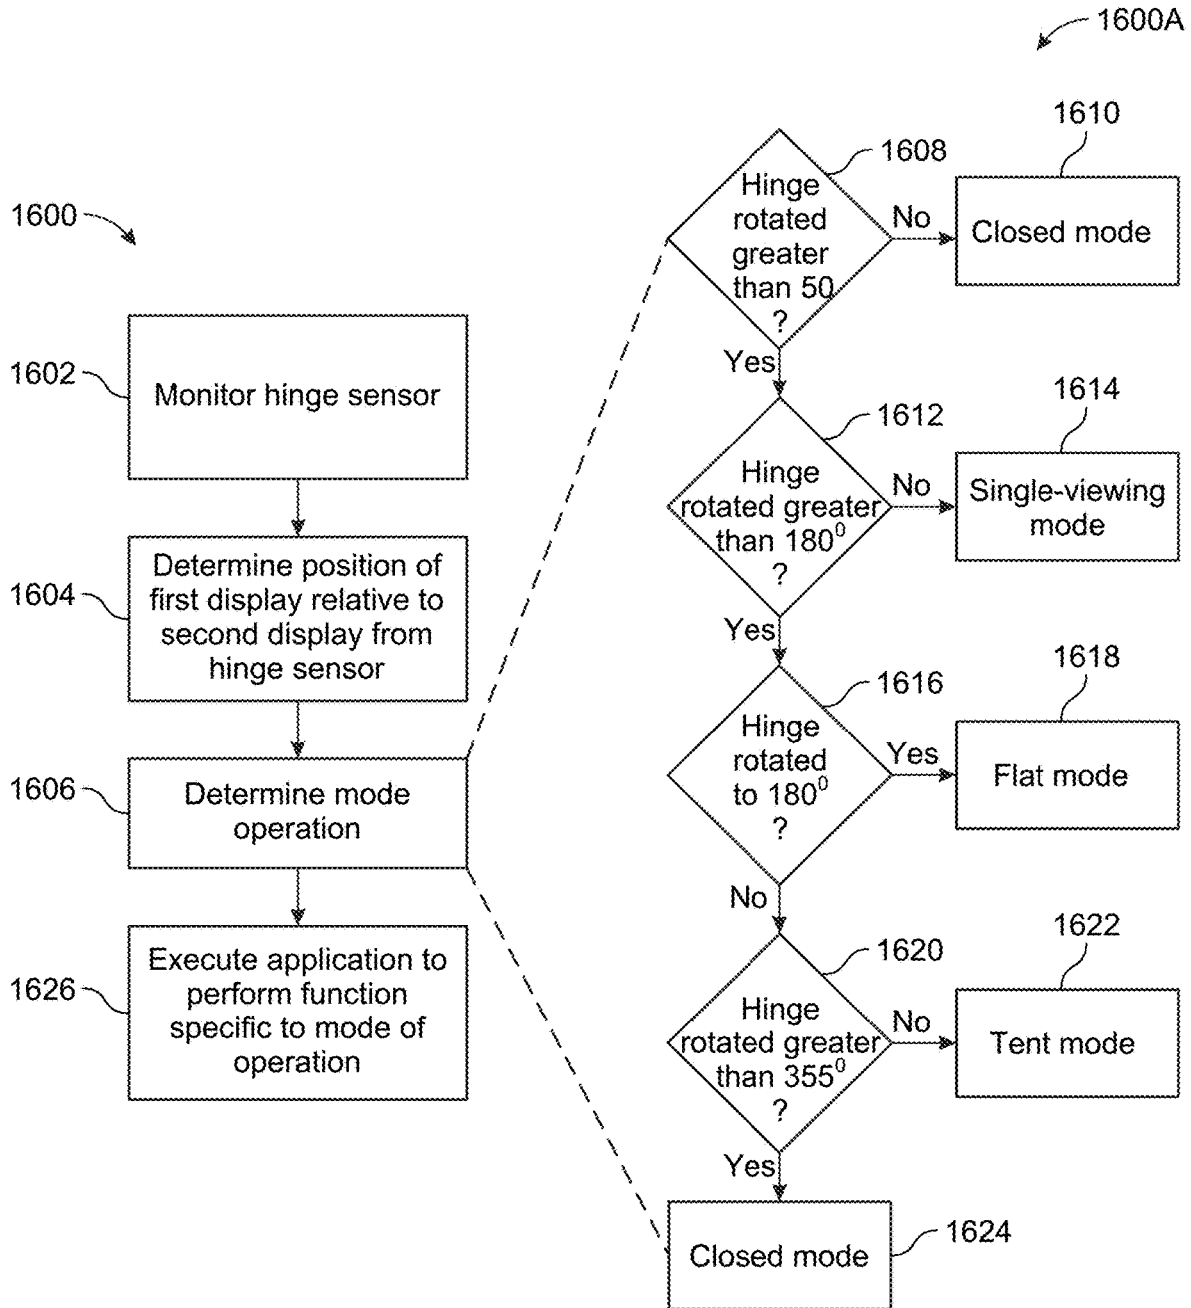 1600A
1600
1602
Monitor hinge sensor
1604
Determine position of
first display relative to
second display from
hinge sensor
1606
Determine mode
operation
1626
Execute application to
perform function
specific to mode of
operation
1608
Hinge
rotated
greater
than 50
?
No
1610
Closed mode
Yes
1612
Hinge
rotated greater
than 180⁰
?
No
1614
Single-viewing
mode
Yes
1616
Hinge
rotated
to 180⁰
?
Yes
1618
Flat mode
No
1620
Hinge
rotated greater
than 355⁰
?
No
1622
Tent mode
Yes
1624
Closed mode